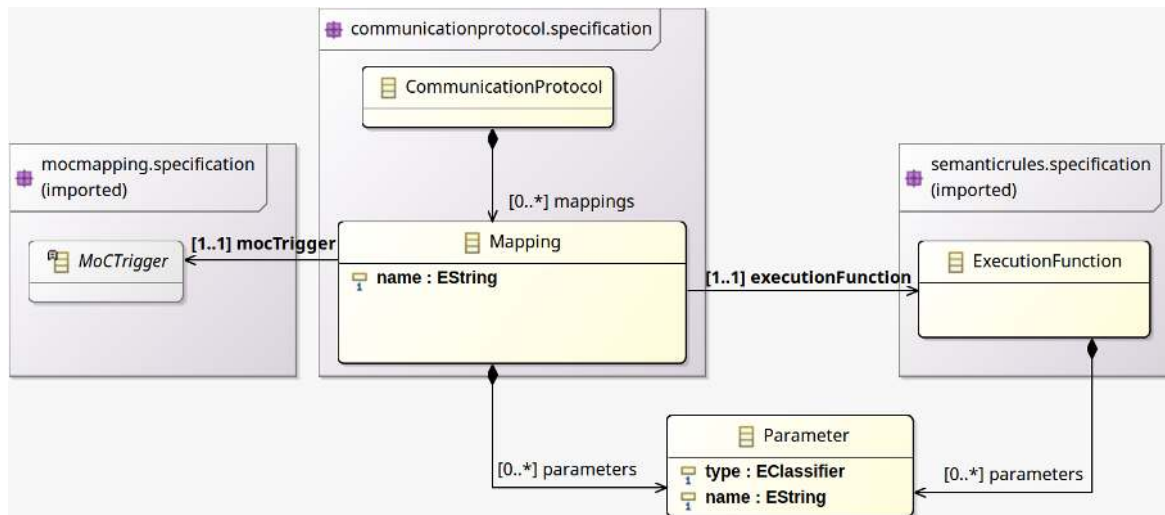 communicationprotocol.specification
CommunicationProtocol
mocmapping.specification
(imported)
semanticrules.specification
(imported)
[0..*] mappings
[1..1] mocTrigger
MoCTrigger
Mapping
name : EString
[1..1] executionFunction
ExecutionFunction
[0..*] parameters
Parameter
type : EClassifier
name : EString
[0..*] parameters